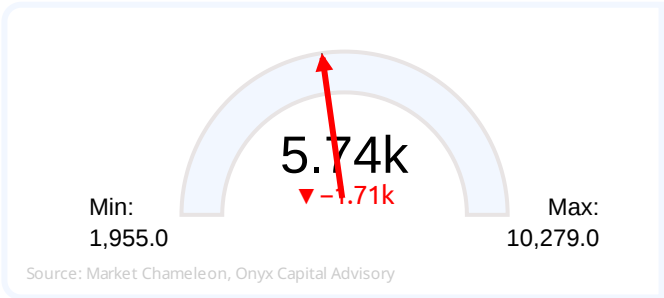 5.74k
▼−1.71k
Min:
1,955.0
Max:
10,279.0
Source: Market Chameleon, Onyx Capital Advisory